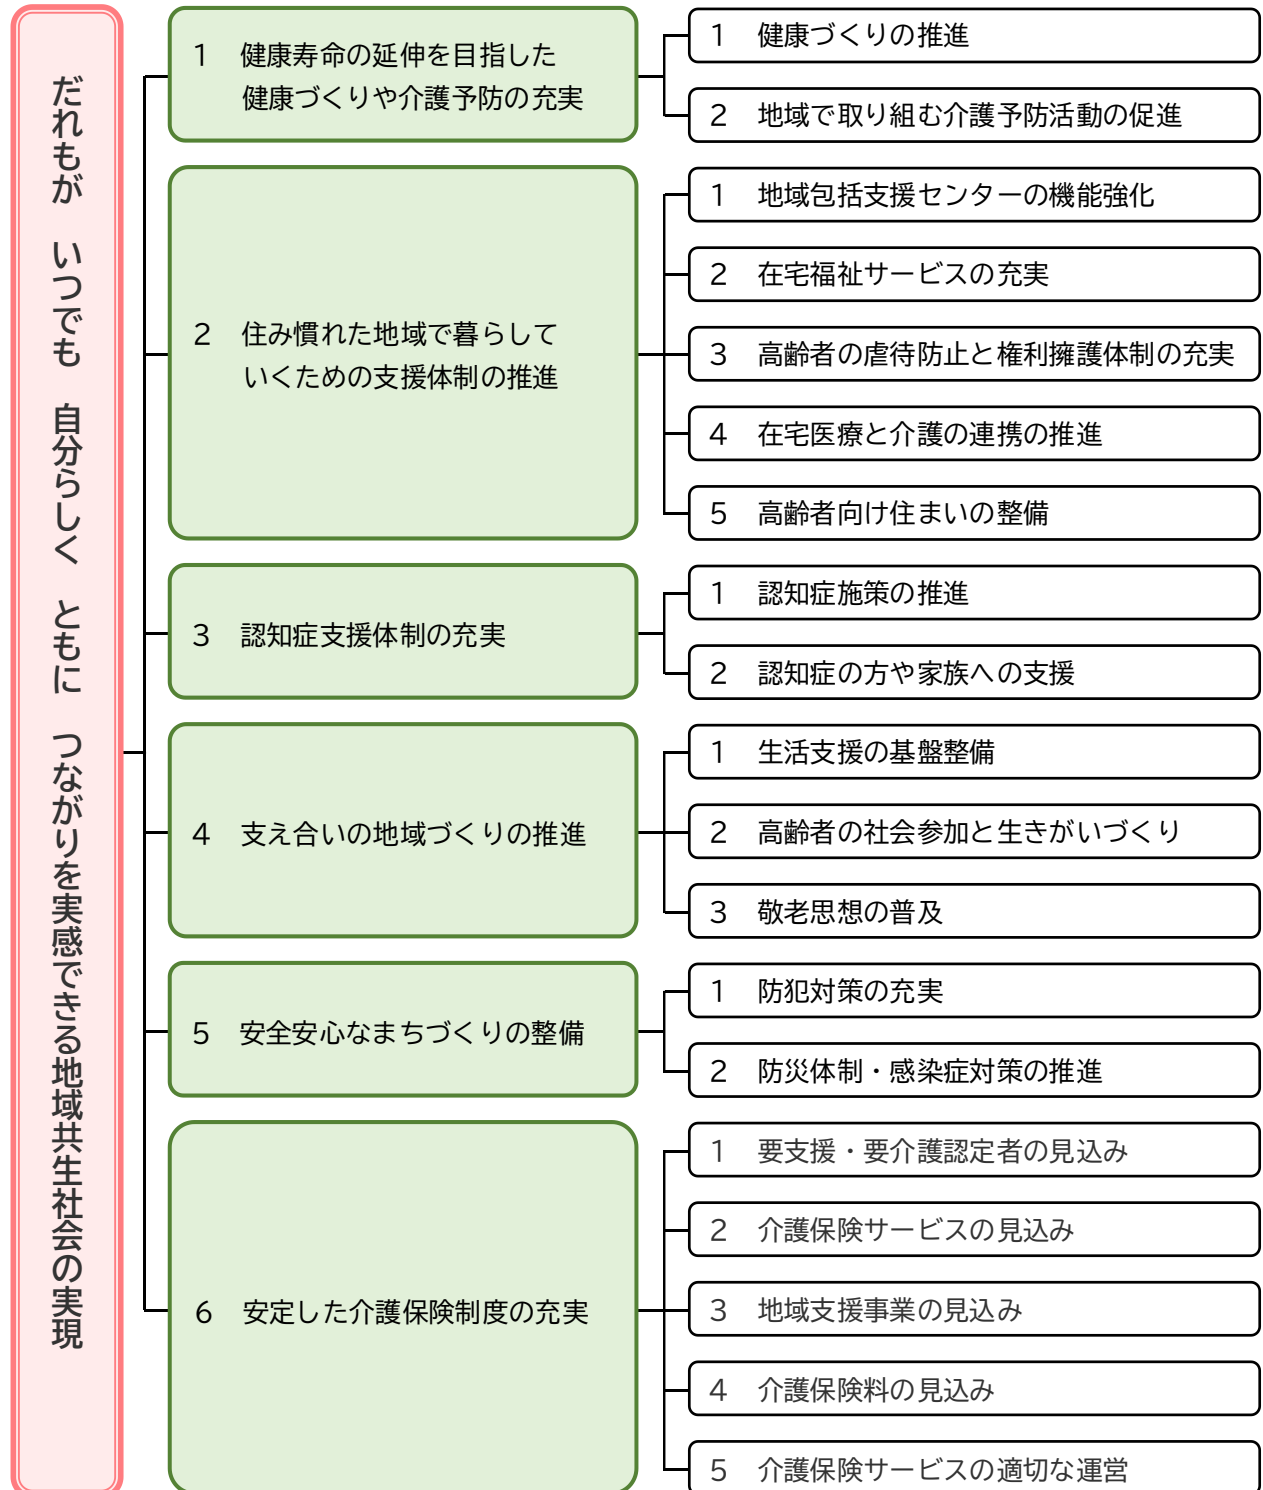 だれもが　いつでも　自分らしく　ともに　つながりを実感できる地域共生社会の実現
1　健康寿命の延伸を目指した
健康づくりや介護予防の充実
1　健康づくりの推進
2　地域で取り組む介護予防活動の促進
2　住み慣れた地域で暮らして
いくための支援体制の推進
1　地域包括支援センターの機能強化
2　在宅福祉サービスの充実
3　高齢者の虐待防止と権利擁護体制の充実
4　在宅医療と介護の連携の推進
5　高齢者向け住まいの整備
3　認知症支援体制の充実
1　認知症施策の推進
2　認知症の方や家族への支援
4　支え合いの地域づくりの推進
1　生活支援の基盤整備
2　高齢者の社会参加と生きがいづくり
3　敬老思想の普及
5　安全安心なまちづくりの整備
1　防犯対策の充実
2　防災体制・感染症対策の推進
6　安定した介護保険制度の充実
1　要支援・要介護認定者の見込み
2　介護保険サービスの見込み
3　地域支援事業の見込み
4　介護保険料の見込み
5　介護保険サービスの適切な運営